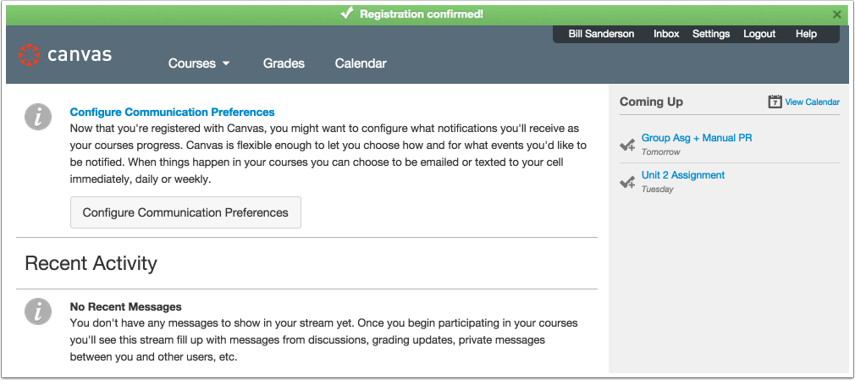 Registration confirmed!
Bill Sanderson Inbox Settings Logout Help
canvas
Courses Grades Calendar
Configure Communication Preferences
Now that you're registered with Canvas, you might want to configure what notifications you'll receive as
your courses progress. Canvas is flexible enough to let you choose how and for what events you'd like to
be notified. When things happen in your courses you can choose to be emailed or texted to your cell
immediately, daily or weekly.
Configure Communication Preferences
Recent Activity
No Recent Messages
You don't have any messages to show in your stream yet. Once you begin participating in your courses
you'll see this stream fill up with messages from discussions, grading updates, private messages
between you and other users, etc.
Coming Up
7 View Calendar
Group Asg + Manual PR
Tomorrow
Unit 2 Assignment
Tuesday